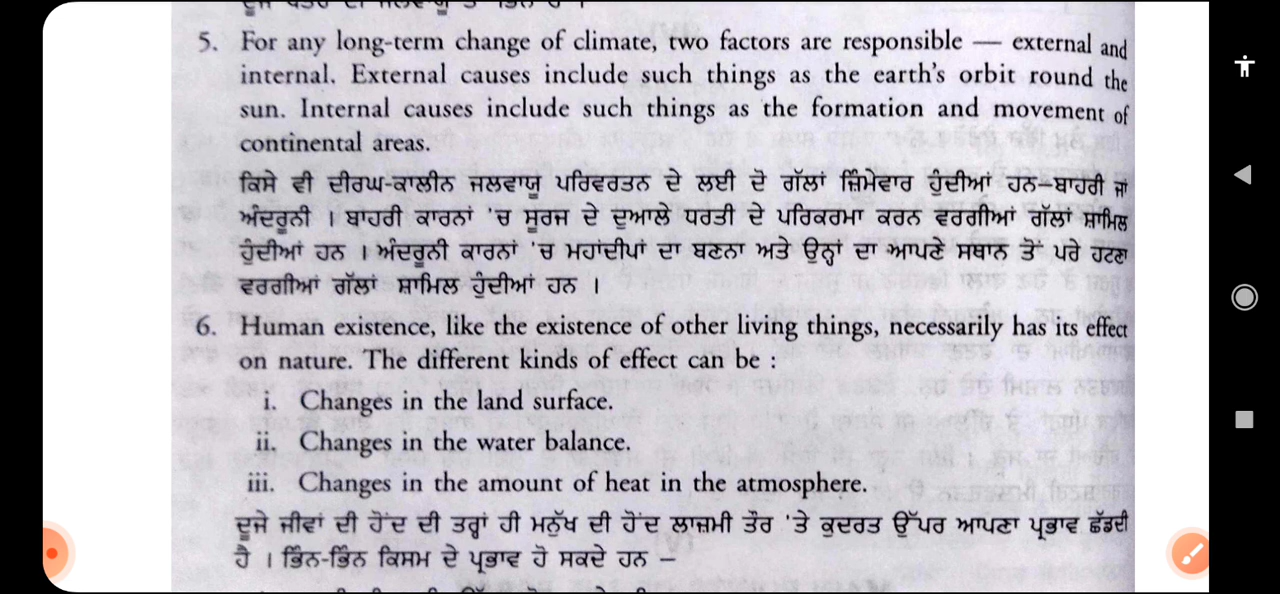 5. For any long-term change of climate, two factors are responsible — external and
internal. External causes include such things as the earth's orbit round the
sun. Internal causes include such things as the formation and movement of
continental areas.
ਕਿਸੇ ਵੀ ਦੀਰਘ-ਕਾਲੀਨ ਜਲਵਾਯੂ ਪਰਿਵਰਤਨ ਦੇ ਲਈ ਦੋ ਗੱਲਾਂ ਜ਼ਿੰਮੇਵਾਰ ਹੁੰਦੀਆਂ ਹਨ—ਬਾਹਰੀ ਜਾਂ
ਅੰਦਰੂਨੀ । ਬਾਹਰੀ ਕਾਰਨਾਂ 'ਚ ਸੂਰਜ ਦੇ ਦੁਆਲੇ ਧਰਤੀ ਦੇ ਪਰਿਕਰਮਾ ਕਰਨ ਵਰਗੀਆਂ ਗੱਲਾਂ ਸ਼ਾਮਿਲ
ਹੁੰਦੀਆਂ ਹਨ । ਅੰਦਰੂਨੀ ਕਾਰਨਾਂ 'ਚ ਮਹਾਂਦੀਪਾਂ ਦਾ ਬਣਨਾ ਅਤੇ ਉਨ੍ਹਾਂ ਦਾ ਆਪਣੇ ਸਥਾਨ ਤੋਂ ਪਰੇ ਹਟਣਾ
ਵਰਗੀਆਂ ਗੱਲਾਂ ਸ਼ਾਮਿਲ ਹੁੰਦੀਆਂ ਹਨ ।
6. Human existence, like the existence of other living things, necessarily has its effect
on nature. The different kinds of effect can be :
i. Changes in the land surface.
ii. Changes in the water balance.
iii. Changes in the amount of heat in the atmosphere.
ਦੂਜੇ ਜੀਵਾਂ ਦੀ ਹੋਂਦ ਦੀ ਤਰ੍ਹਾਂ ਹੀ ਮਨੁੱਖ ਦੀ ਹੋਂਦ ਲਾਜ਼ਮੀ ਤੌਰ 'ਤੇ ਕੁਦਰਤ ਉੱਪਰ ਆਪਣਾ ਪ੍ਰਭਾਵ ਛੱਡਦੀ
ਹੈ । ਭਿੰਨ-ਭਿੰਨ ਕਿਸਮ ਦੇ ਪ੍ਰਭਾਵ ਹੋ ਸਕਦੇ ਹਨ —